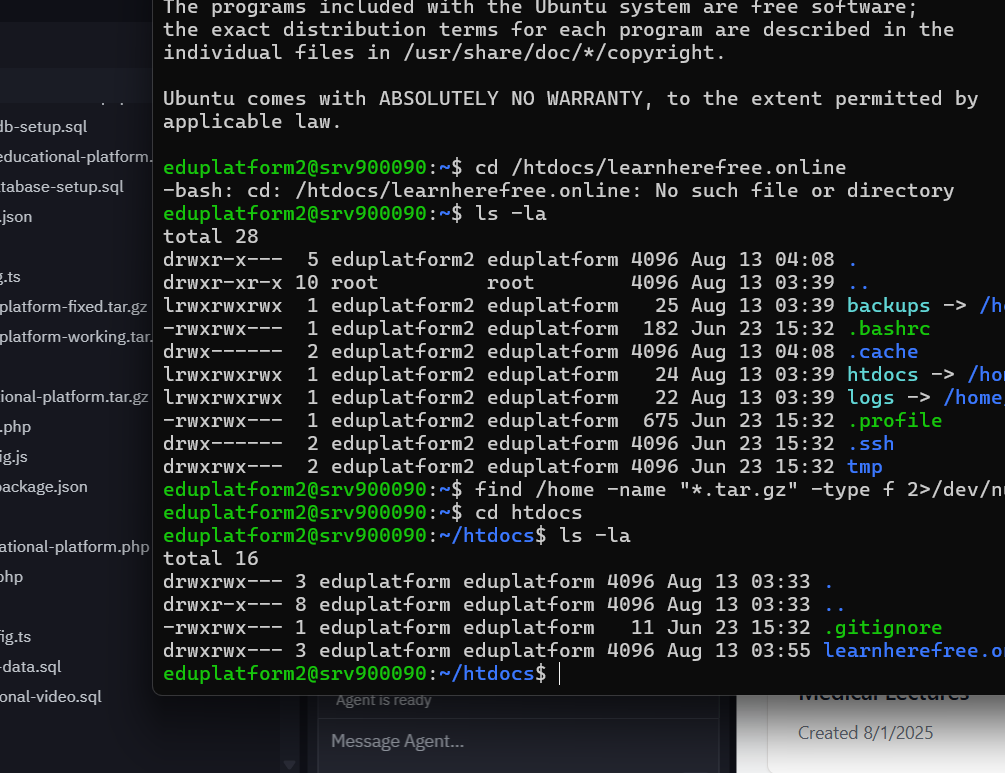 The programs included with the Ubuntu system are free software;
the exact distribution terms for each program are described in the
individual files in /usr/share/doc/*/copyright.
Ubuntu comes with ABSOLUTELY NO WARRANTY, to the extent permitted by
applicable law.
eduplatform2@srv900090:~$ cd /htdocs/learnherefree.online
-bash: cd: /htdocs/learnherefree.online: No such file or directory
eduplatform2@srv900090:~$ ls -la
total 28
drwxr-x--- 5 eduplatform2 eduplatform 4096 Aug 13 04:08 .
drwxr-xr-x 10 root root 4096 Aug 13 03:39 ..
lrwxrwxrwx 1 eduplatform2 eduplatform 25 Aug 13 03:39 backups -> /h
-rwxrwx--- 1 eduplatform2 eduplatform 182 Jun 23 15:32 .bashrc
drwx------ 2 eduplatform2 eduplatform 4096 Aug 13 04:08 .cache
lrwxrwxrwx 1 eduplatform2 eduplatform 24 Aug 13 03:39 htdocs -> /ho
lrwxrwxrwx 1 eduplatform2 eduplatform 22 Aug 13 03:39 logs -> /home
-rwxrwx--- 1 eduplatform2 eduplatform 675 Jun 23 15:32 .profile
drwx------ 2 eduplatform2 eduplatform 4096 Jun 23 15:32 .ssh
drwxrwx--- 2 eduplatform2 eduplatform 4096 Jun 23 15:32 tmp
eduplatform2@srv900090:~$ find /home -name "*.tar.gz" -type f 2>/dev/nu
eduplatform2@srv900090:~$ cd htdocs
eduplatform2@srv900090:~/htdocs$ ls -la
total 16
drwxrwx--- 3 eduplatform eduplatform 4096 Aug 13 03:33 .
drwxr-x--- 8 eduplatform eduplatform 4096 Aug 13 03:33 ..
-rwxrwx--- 1 eduplatform eduplatform 11 Jun 23 15:32 .gitignore
drwxrwx--- 3 eduplatform eduplatform 4096 Aug 13 03:55 learnherefree.o
eduplatform2@srv900090:~/htdocs$
db-setup.sql
educational-platform.
tabase-setup.sql
.json
g.ts
platform-fixed.tar.gz
platform-working.tar.
ional-platform.tar.gz
.php
ig.js
package.json
ational-platform.php
php
fig.ts
-data.sql
onal-video.sql
Agent is ready
Message Agent...
Medical Lectures
Created 8/1/2025